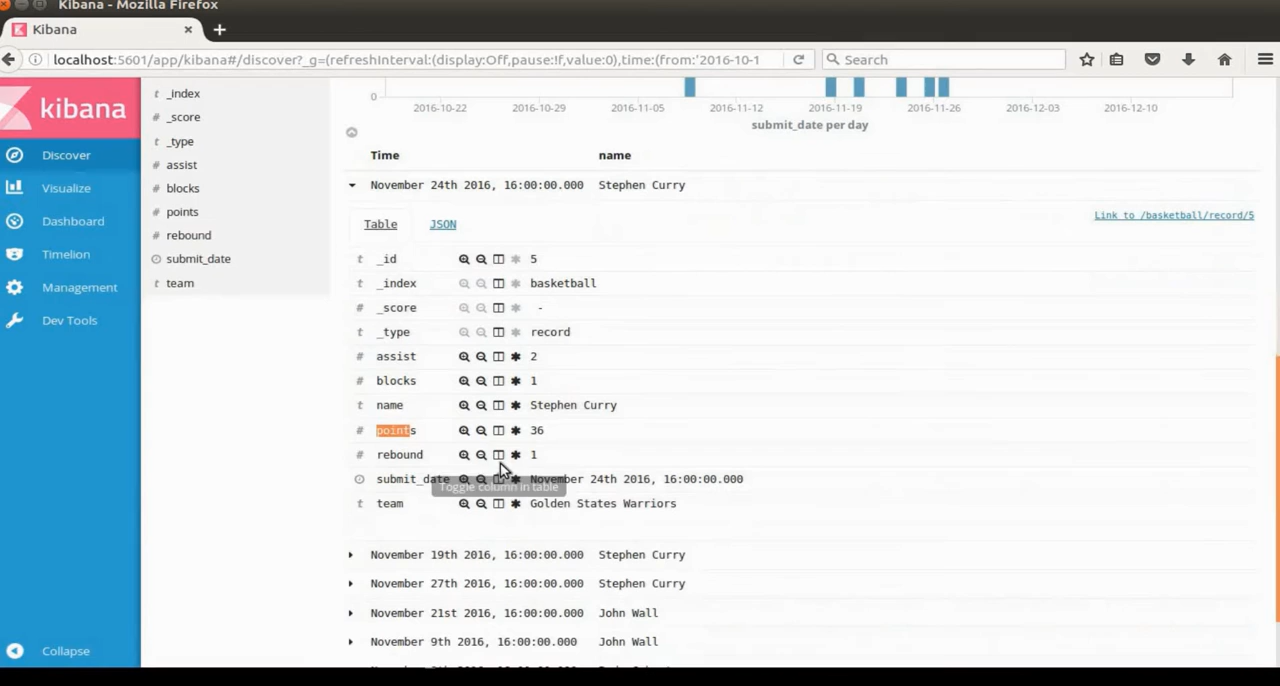 Kibana - Mozilla Firefox
Kibana
localhost:5601/app/kibana#/discover?_g=(refreshInterval:(display:Off,pause:!f,value:0),time:(from:'2016-10-1
Search
kibana
Discover
Visualize
Dashboard
Timelion
Management
Dev Tools
Collapse
t _index
# _score
t _type
# assist
# blocks
# points
# rebound
submit_date
t team
0
2016-10-22 2016-10-29 2016-11-05 2016-11-12 2016-11-19 2016-11-26 2016-12-03 2016-12-10
submit_date per day
Time name
November 24th 2016, 16:00:00.000 Stephen Curry
Table JSON Link to /basketball/record/5
t _id 5
t _index basketball
# _score -
t _type record
# assist 2
# blocks 1
t name Stephen Curry
# points 36
# rebound 1
submit_date November 24th 2016, 16:00:00.000
Toggle column in table
t team Golden States Warriors
November 19th 2016, 16:00:00.000 Stephen Curry
November 27th 2016, 16:00:00.000 Stephen Curry
November 21st 2016, 16:00:00.000 John Wall
November 9th 2016, 16:00:00.000 John Wall